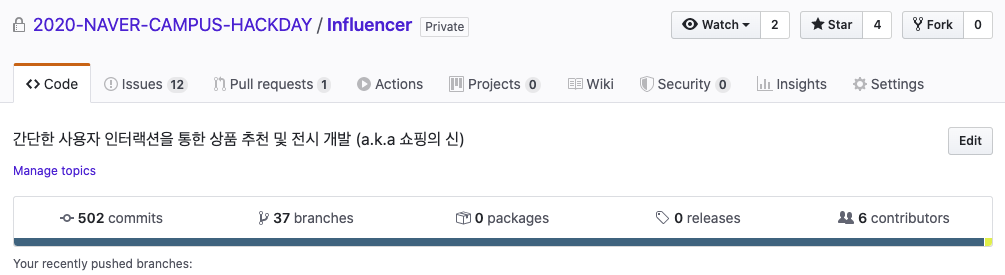 2020-NAVER-CAMPUS-HACKDAY / Influencer Private Watch 2 Star 4 Fork 0
Code Issues 12 Pull requests 1 Actions Projects 0 Wiki Security 0 Insights Settings
간단한 사용자 인터랙션을 통한 상품 추천 및 전시 개발 (a.k.a 쇼핑의 신) Edit
Manage topics
502 commits 37 branches 0 packages 0 releases 6 contributors
Your recently pushed branches: